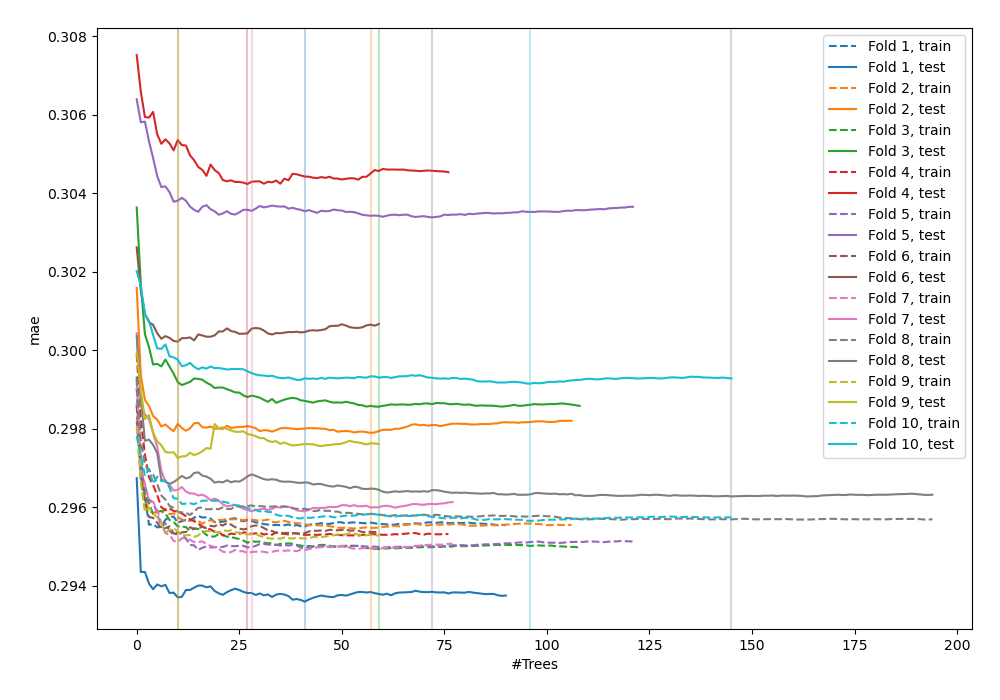 0.308
0.306
0.304
0.302
0.300
0.298
0.296
0.294
mae
0
25
50
75
100
125
150
175
200
#Trees
Fold 1, train
Fold 1, test
Fold 2, train
Fold 2, test
Fold 3, train
Fold 3, test
Fold 4, train
Fold 4, test
Fold 5, train
Fold 5, test
Fold 6, train
Fold 6, test
Fold 7, train
Fold 7, test
Fold 8, train
Fold 8, test
Fold 9, train
Fold 9, test
Fold 10, train
Fold 10, test